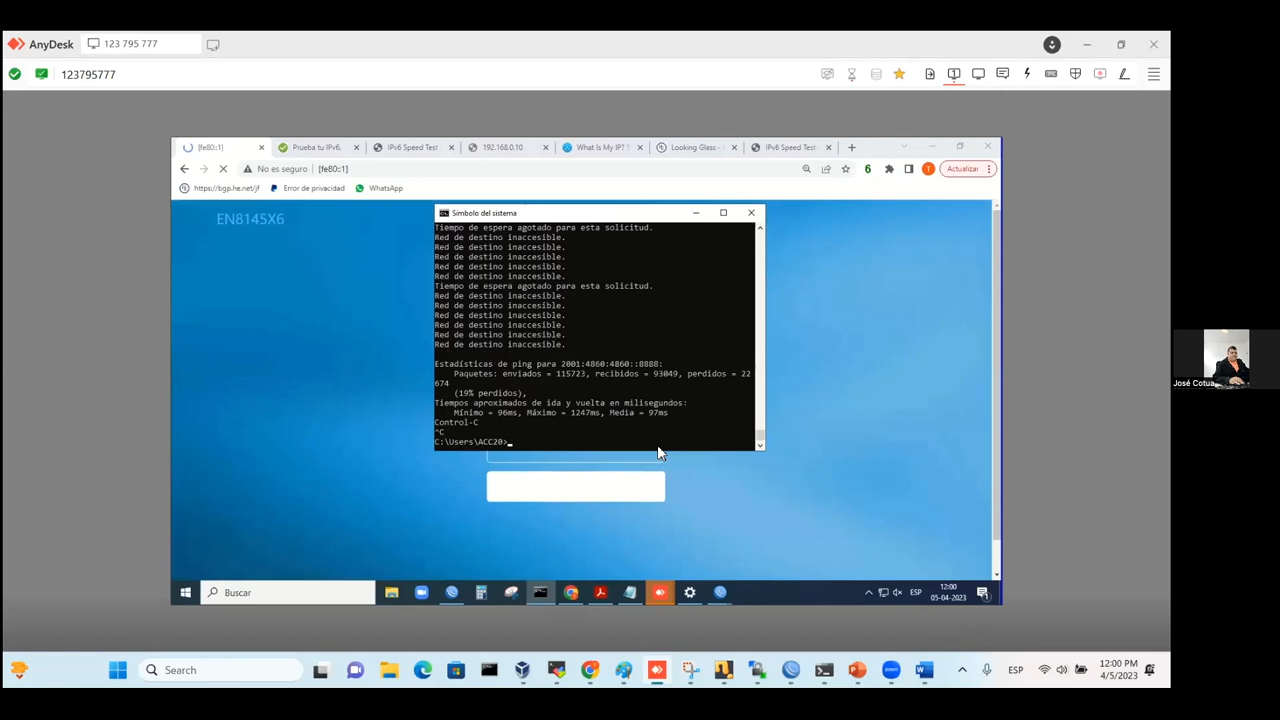 AnyDesk
123 795 777
123795777
[fe80::1]
Prueba tu IPv6.
IPv6 Speed Test
192.168.0.10
What Is My IP?
Looking Glass -
IPv6 Speed Test
No es seguro
[fe80::1]
6
T
Actualizar
https://bgp.he.net/jf
Error de privacidad
WhatsApp
EN8145X6
Símbolo del sistema
Tiempo de espera agotado para esta solicitud.
Red de destino inaccesible.
Red de destino inaccesible.
Red de destino inaccesible.
Red de destino inaccesible.
Red de destino inaccesible.
Tiempo de espera agotado para esta solicitud.
Red de destino inaccesible.
Red de destino inaccesible.
Red de destino inaccesible.
Red de destino inaccesible.
Red de destino inaccesible.
Red de destino inaccesible.
Estadísticas de ping para 2001:4860:4860::8888:
Paquetes: enviados = 115723, recibidos = 93049, perdidos = 22
674
(19% perdidos),
Tiempos aproximados de ida y vuelta en milisegundos:
Mínimo = 96ms, Máximo = 1247ms, Media = 97ms
Control-C
^C
C:\Users\ACC20>
José Cotua
Buscar
ESP
12:00
05-04-2023
Search
ESP
12:00 PM
4/5/2023